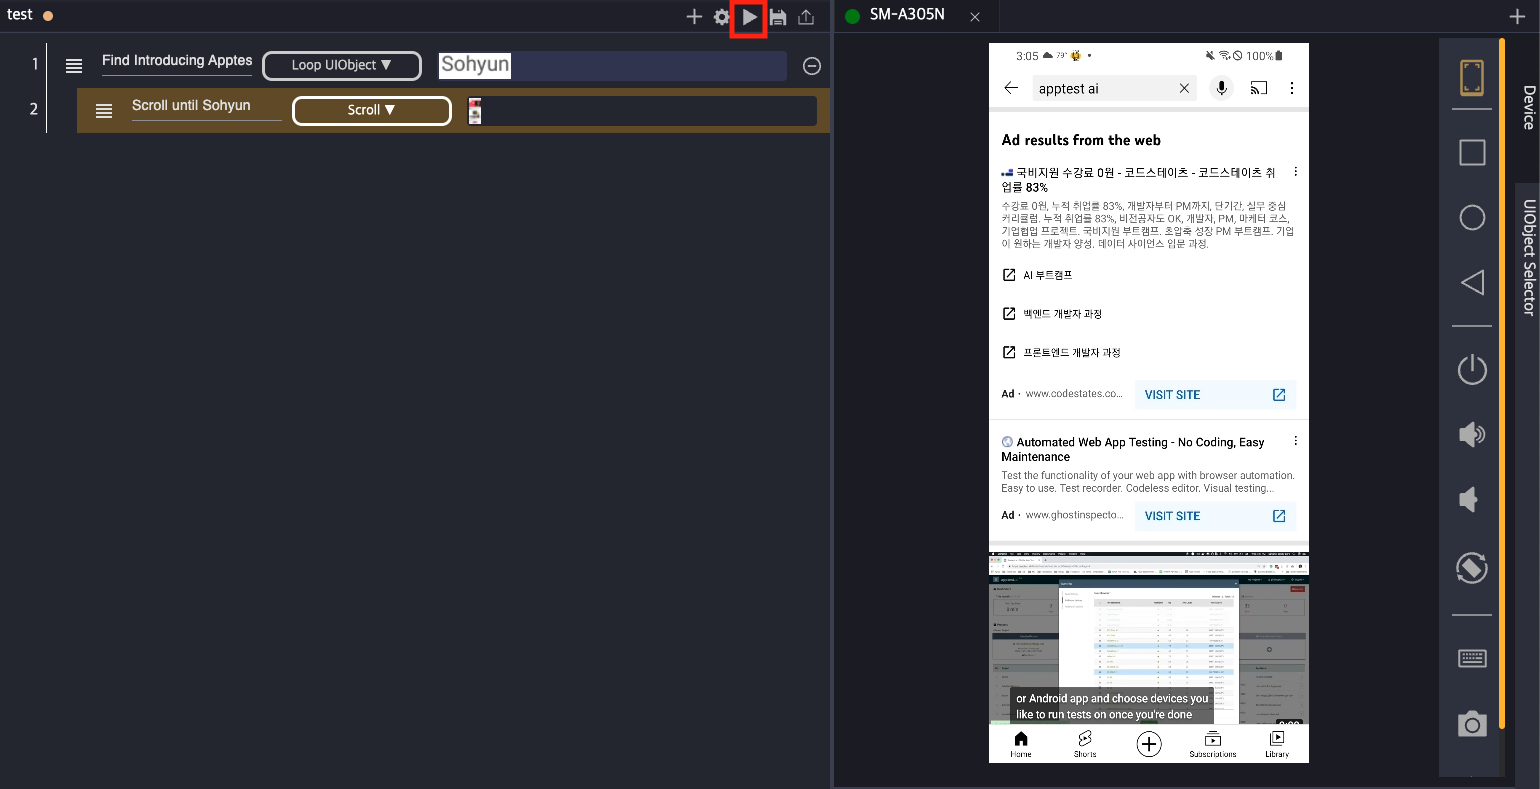 test
SM-A305N
1
Find Introducing Apptes
Loop UIObject ▼
Sohyun
2
Scroll until Sohyun
Scroll ▼
3:05
79°
100%
apptest ai
Ad results from the web
국비지원 수강료 0원 - 코드스테이츠 - 코드스테이츠 취
업률 83%
수강료 0원, 누적 취업률 83%, 개발자부터 PM까지, 단기간, 실무 중심
커리큘럼. 누적 취업률 83%, 비전공자도 OK, 개발자, PM, 마케터 코스,
기업협업 프로젝트. 국비지원 부트캠프. 초압축 성장 PM 부트캠프. 기업
이 원하는 개발자 양성. 데이터 사이언스 입문 과정.
AI 부트캠프
백엔드 개발자 과정
프론트엔드 개발자 과정
Ad · www.codestates.co...
VISIT SITE
Automated Web App Testing - No Coding, Easy
Maintenance
Test the functionality of your web app with browser automation.
Easy to use. Test recorder. Codeless editor. Visual testing...
Ad · www.ghostinspecto...
VISIT SITE
or Android app and choose devices you
like to run tests on once you're done
Home
Shorts
Subscriptions
Library
Device
UIObject Selector